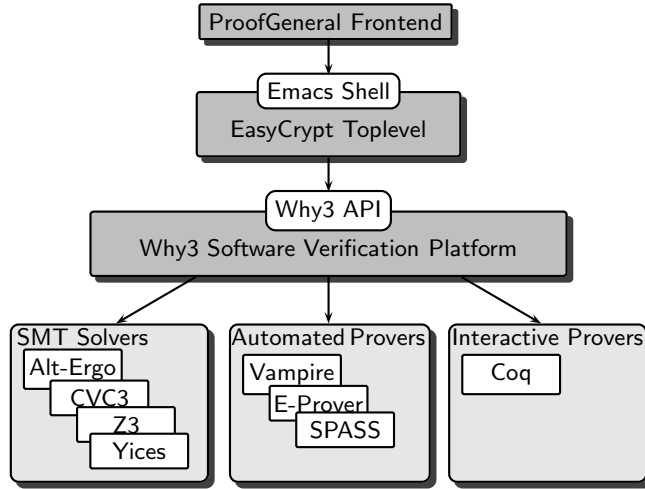 ProofGeneral Frontend
Emacs Shell
EasyCrypt Toplevel
Why3 API
Why3 Software Verification Platform
SMT Solvers
Alt-Ergo
CVC3
Z3
Yices
Automated Provers
Vampire
E-Prover
SPASS
Interactive Provers
Coq